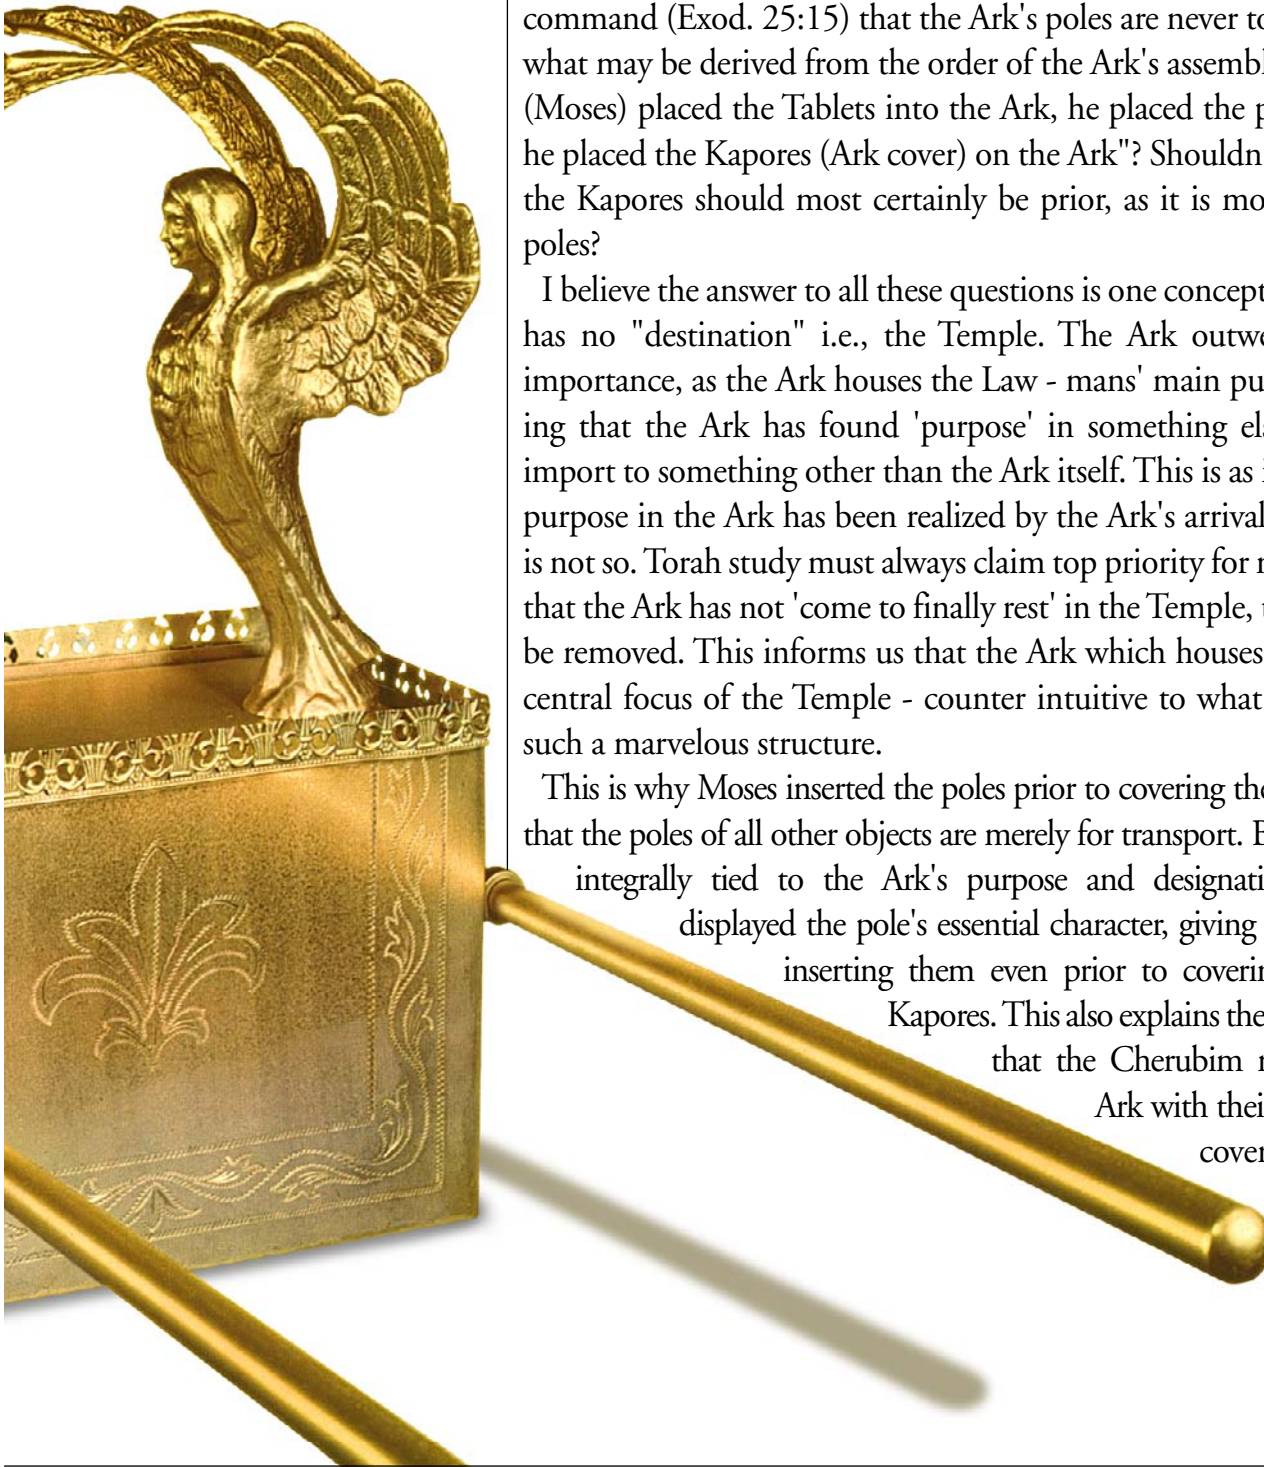 command (Exod. 25:15) that the Ark's poles are never to
what may be derived from the order of the Ark's
(Moses) placed the Tablets into the Ark, he placed the
he placed the Kapores (Ark cover) on the Ark"?
the Kapores should most certainly be prior, as it is
poles?
I believe the answer to all these questions is one concept
has no "destination" i.e., the Temple. The Ark
importance, as the Ark houses the Law - mans' main
ing that the Ark has found 'purpose' in something
import to something other than the Ark itself. This is as
purpose in the Ark has been realized by the Ark's arrival
is not so. Torah study must always claim top priority for
that the Ark has not 'come to finally rest' in the Temple,
be removed. This informs us that the Ark which houses
central focus of the Temple - counter intuitive to what
such a marvelous structure.
This is why Moses inserted the poles prior to covering the
that the poles of all other objects are merely for transport.
integrally tied to the Ark's purpose and
displayed the pole's essential character, giving
inserting them even prior to
Kapores. This also explains the
that the Cherubim
Ark with